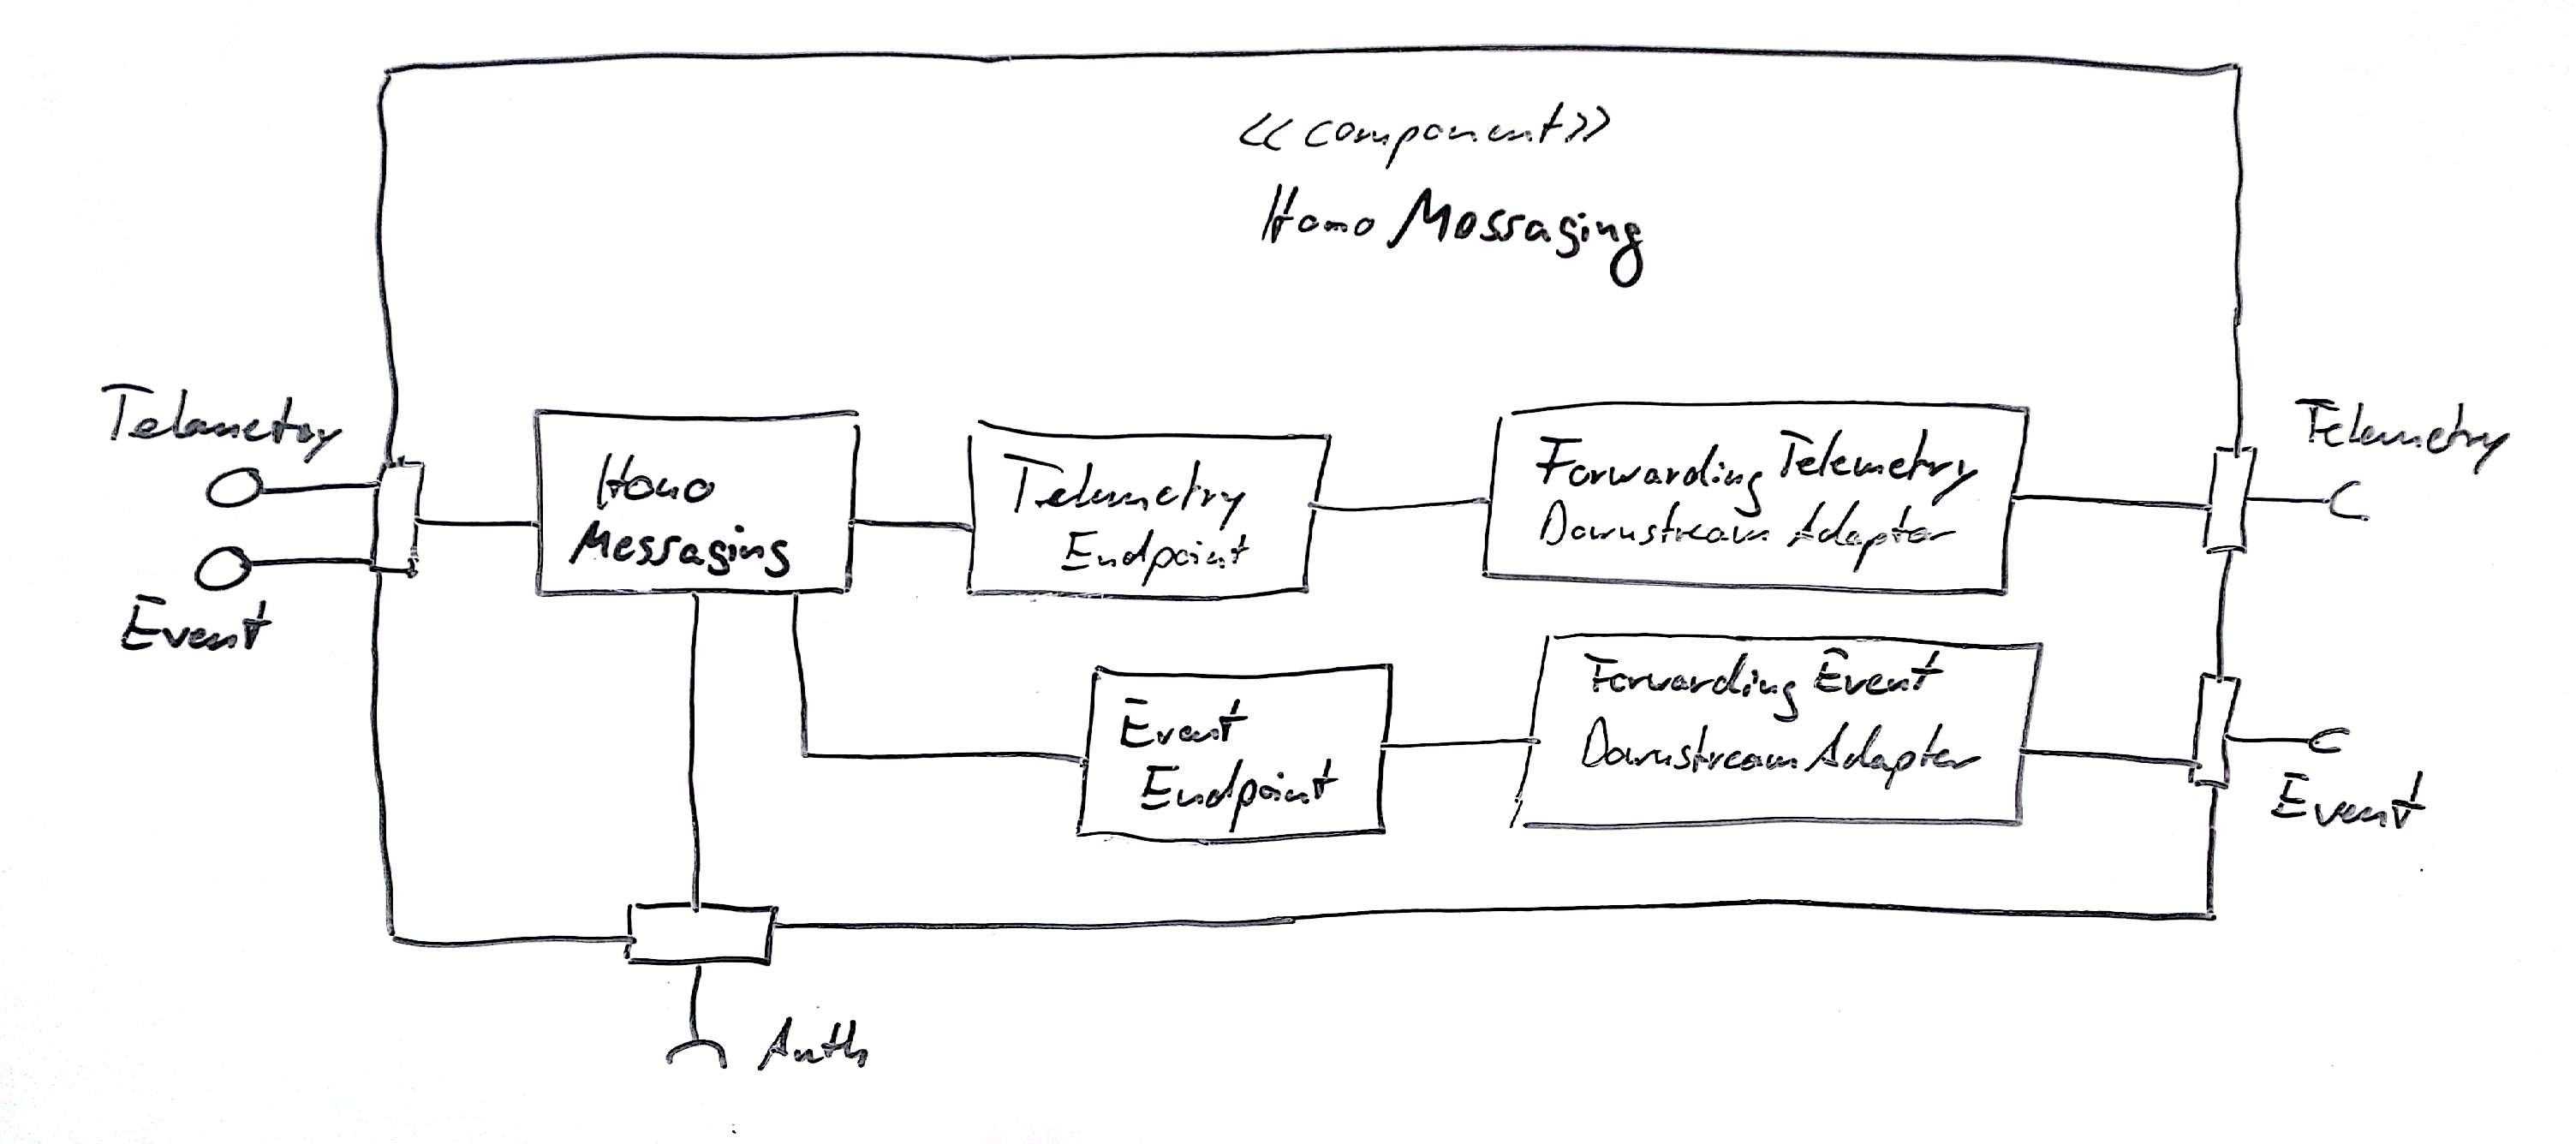 <<component>>
Hono Messaging
Telemetry
Event
Hono
Messaging
Telemetry
Endpoint
Forwarding Telemetry
Downstream Adapter
Telemetry
Event
Endpoint
Forwarding Event
Downstream Adapter
Event
Auth